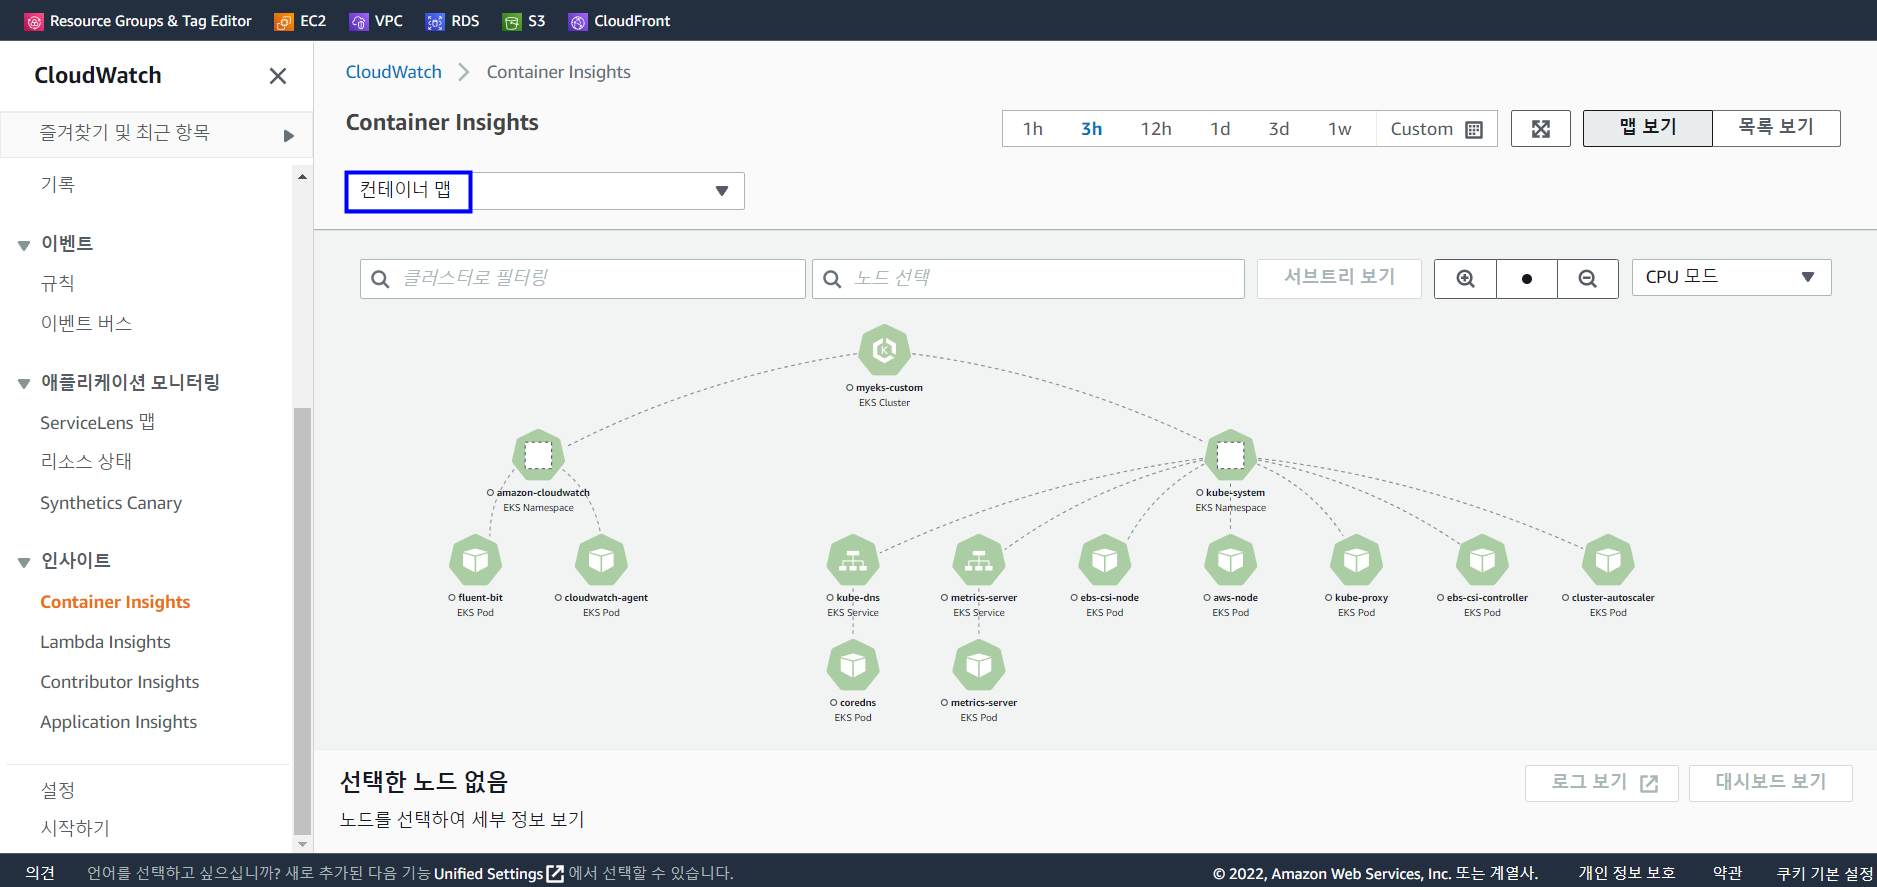 Resource Groups & Tag Editor EC2 VPC RDS S3 CloudFront
CloudWatch
즐겨찾기 및 최근 항목
기록
이벤트
규칙
이벤트 버스
애플리케이션 모니터링
ServiceLens 맵
리소스 상태
Synthetics Canary
인사이트
Container Insights
Lambda Insights
Contributor Insights
Application Insights
설정
시작하기
CloudWatch Container Insights
Container Insights
1h 3h 12h 1d 3d 1w Custom 맵 보기 목록 보기
컨테이너 맵
클러스터로 필터링 노드 선택 서브트리 보기 CPU 모드
myeks-custom
EKS Cluster
amazon-cloudwatch kube-system
EKS Namespace EKS Namespace
fluent-bit cloudwatch-agent kube-dns metrics-server ebs-csi-node aws-node kube-proxy ebs-csi-controller cluster-autoscaler
EKS Pod EKS Pod EKS Service EKS Service EKS Pod EKS Pod EKS Pod EKS Pod EKS Pod
coredns metrics-server
EKS Pod EKS Pod
선택한 노드 없음 로그 보기 대시보드 보기
노드를 선택하여 세부 정보 보기
의견 언어를 선택하고 싶으십니까? 새로 추가된 다음 기능 Unified Settings 에서 선택할 수 있습니다. © 2022, Amazon Web Services, Inc. 또는 계열사. 개인 정보 보호 약관 쿠키 기본 설정